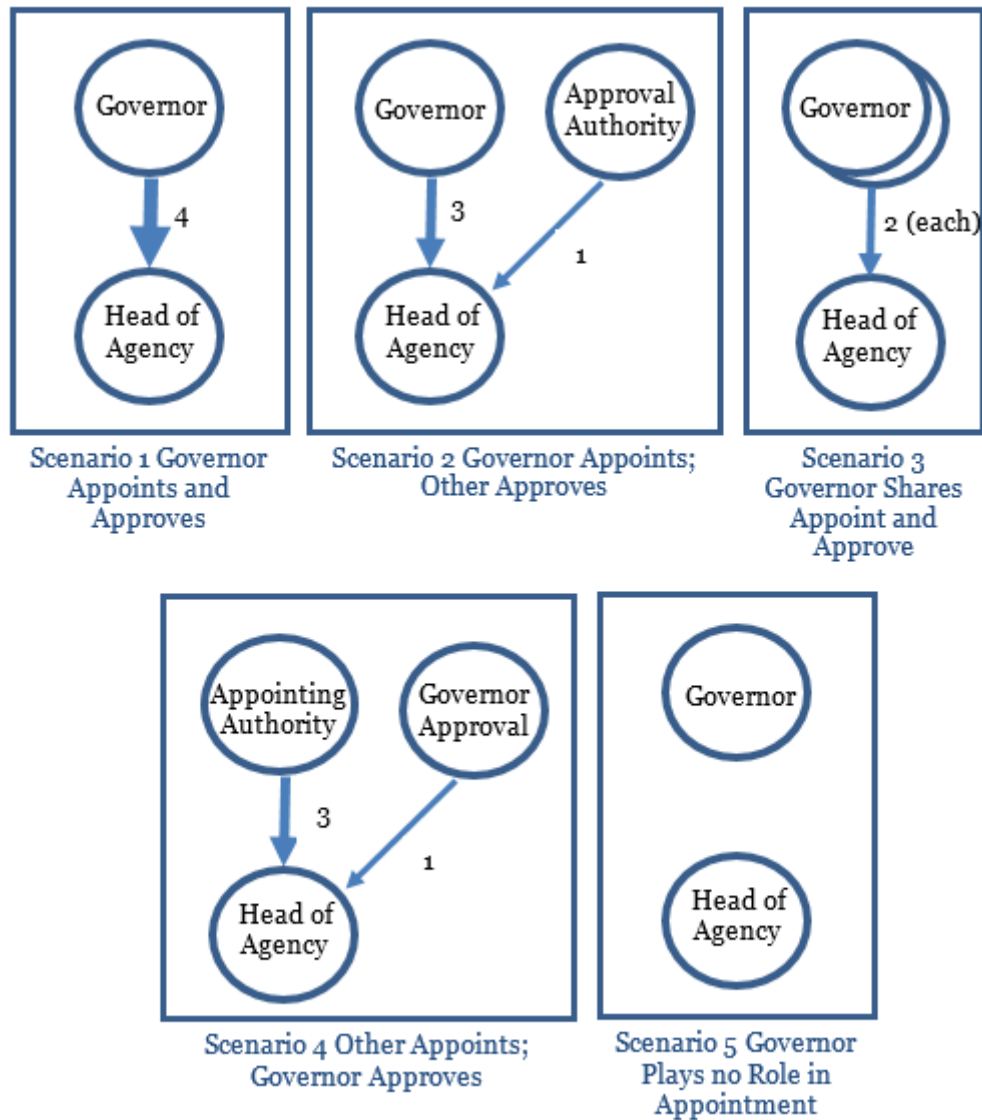 Governor
4
Head of
Agency
Scenario 1 Governor
Appoints and
Approves
Governor
Approval
Authority
3
1
Head of
Agency
Scenario 2 Governor Appoints;
Other Approves
Governor
2 (each)
Head of
Agency
Scenario 3
Governor Shares
Appoint and
Approve
Appointing
Authority
Governor
Approval
3
1
Head of
Agency
Scenario 4 Other Appoints;
Governor Approves
Governor
Head of
Agency
Scenario 5 Governor
Plays no Role in
Appointment